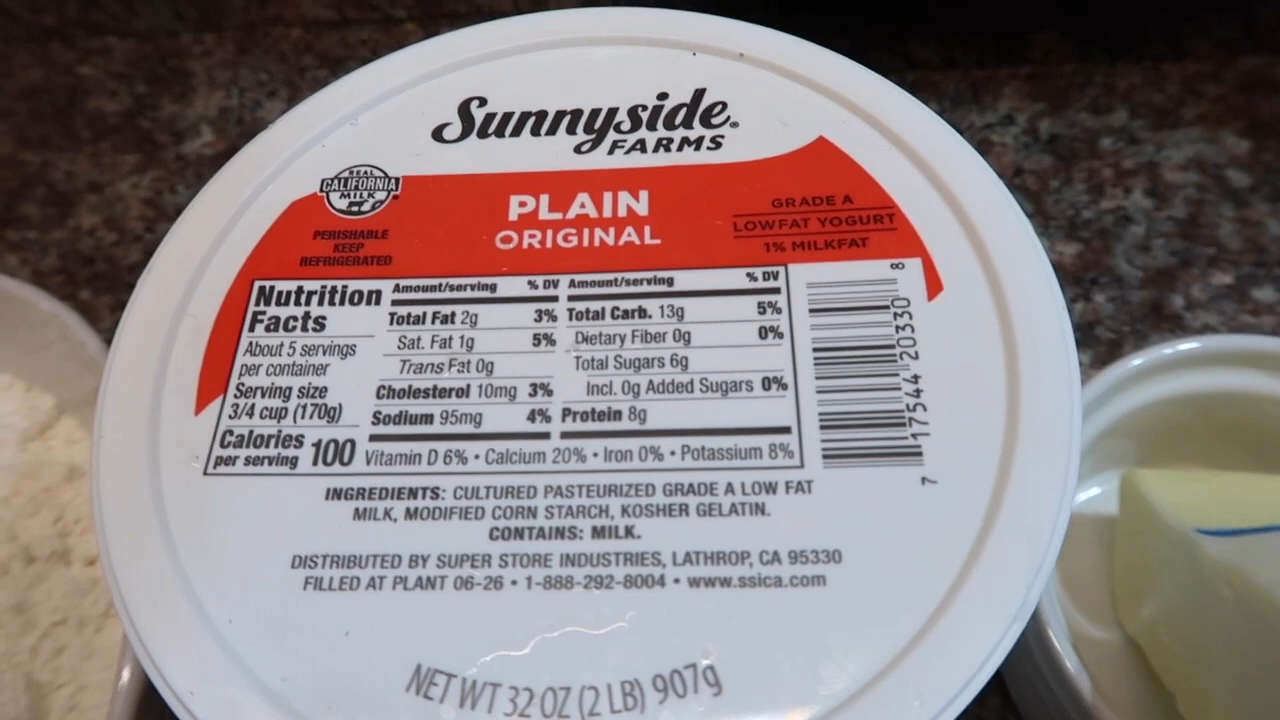 Sunnyside®
FARMS
REAL
CALIFORNIA
MILK
PERISHABLE
KEEP
REFRIGERATED
PLAIN
ORIGINAL
GRADE A
LOWFAT YOGURT
1% MILKFAT
Nutrition
Facts
About 5 servings
per container
Serving size
3/4 cup (170g)
Calories
per serving 100
Amount/serving % DV
Total Fat 2g 3%
Sat. Fat 1g 5%
Trans Fat 0g
Cholesterol 10mg 3%
Sodium 95mg 4%
Amount/serving % DV
Total Carb. 13g 5%
Dietary Fiber 0g 0%
Total Sugars 6g
Incl. 0g Added Sugars 0%
Protein 8g
Vitamin D 6% • Calcium 20% • Iron 0% • Potassium 8%
7 17544 20330 8
INGREDIENTS: CULTURED PASTEURIZED GRADE A LOW FAT
MILK, MODIFIED CORN STARCH, KOSHER GELATIN.
CONTAINS: MILK.
DISTRIBUTED BY SUPER STORE INDUSTRIES, LATHROP, CA 95330
FILLED AT PLANT 06-26 • 1-888-292-8004 • www.ssica.com
NET WT 32 OZ (2 LB) 907g